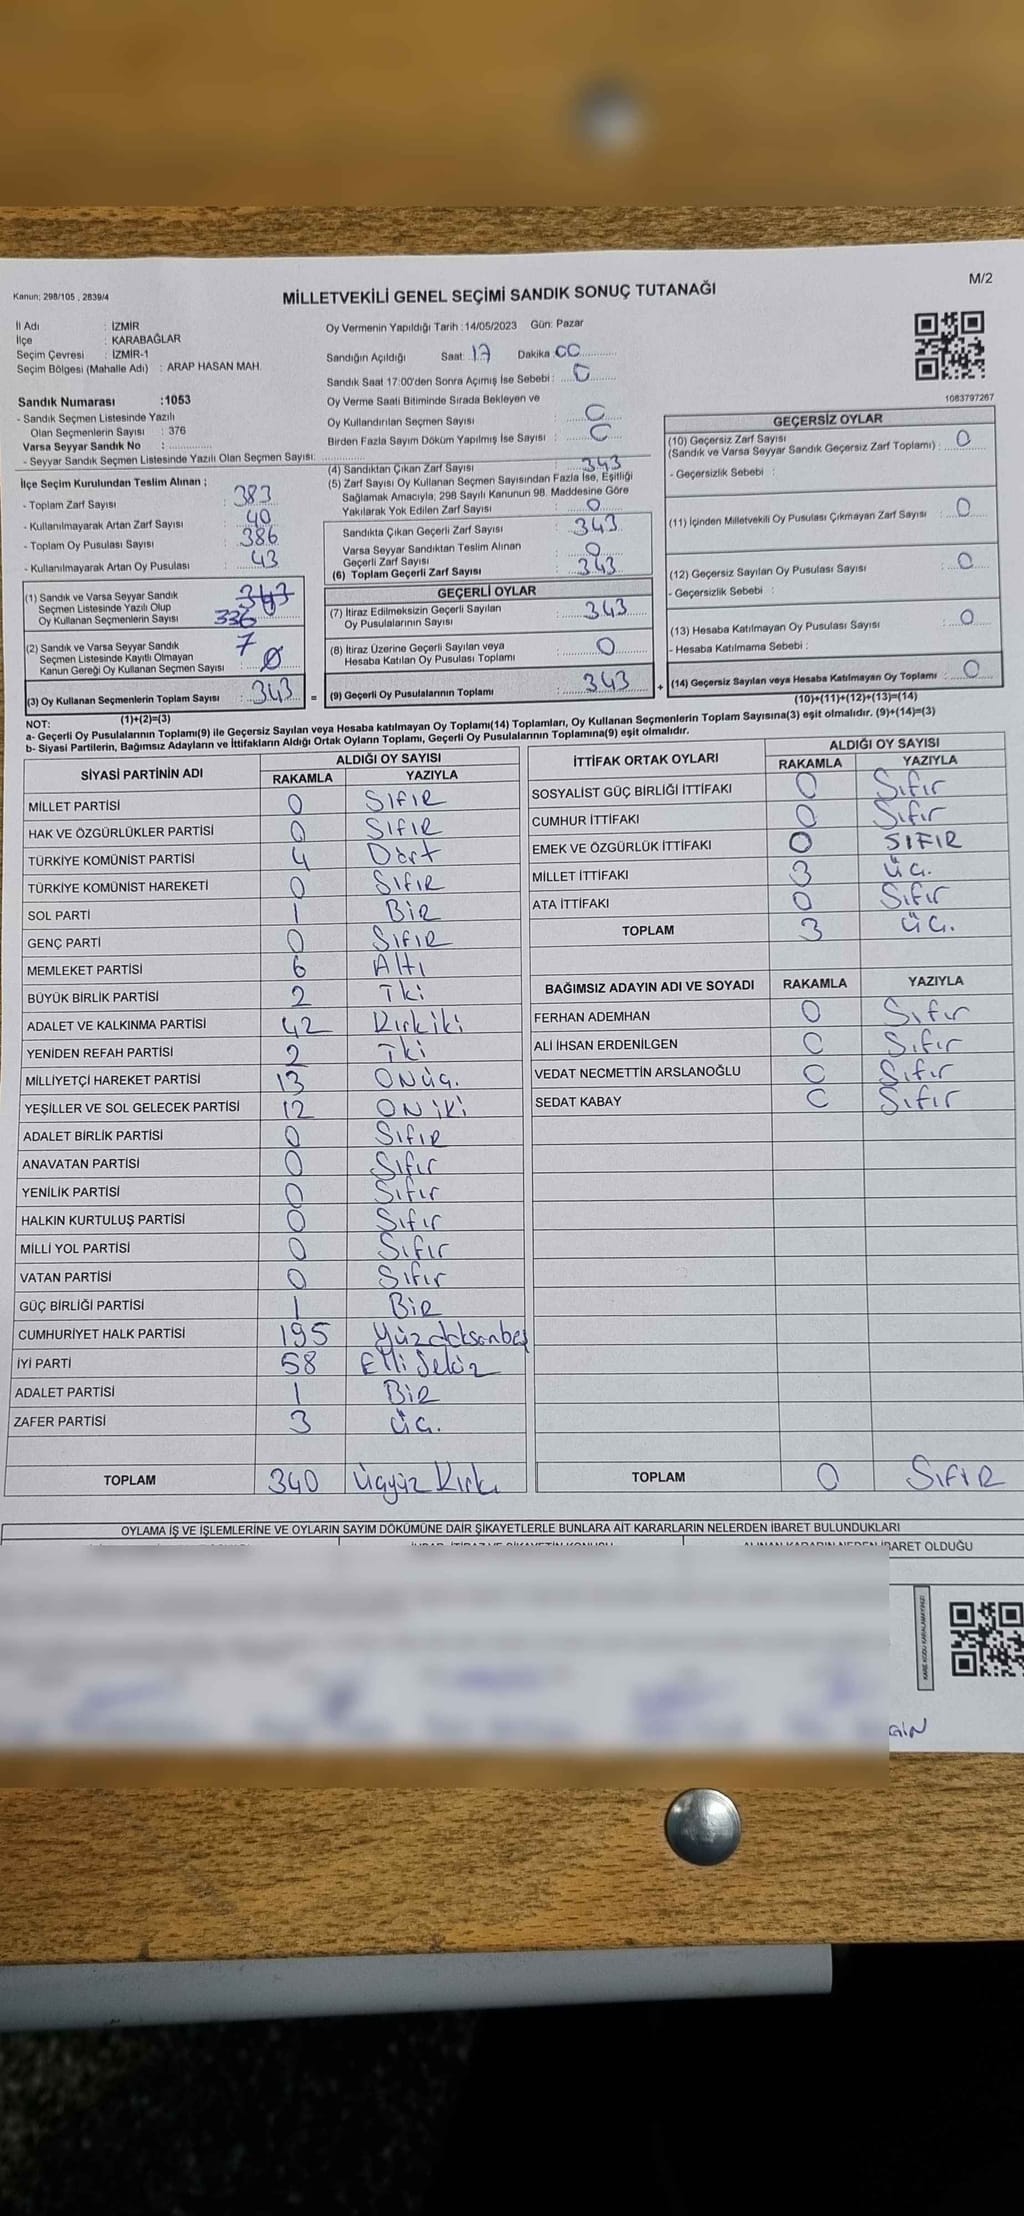 Kanun; 298/105 , 2839/4
MİLLETVEKİLİ GENEL SEÇİMİ SANDIK SONUÇ TUTANAĞI
M/2
İl Adı : İZMİR
İlçe : KARABAĞLAR
Seçim Çevresi : İZMİR-1
Seçim Bölgesi (Mahalle Adı) : ARAP HASAN MAH.
Sandık Numarası :1053
- Sandık Seçmen Listesinde Yazılı
Olan Seçmenlerin Sayısı : 376
Varsa Seyyar Sandık No :
- Seyyar Sandık Seçmen Listesinde Yazılı Olan Seçmen Sayısı:
Oy Vermenin Yapıldığı Tarih :14/05/2023 Gün: Pazar
Sandığın Açıldığı Saat: 17 Dakika 00
Sandık Saat 17:00'den Sonra Açımış İse Sebebi : 0
Oy Verme Saati Bitiminde Sırada Bekleyen ve
Oy Kullandırılan Seçmen Sayısı : 0
Birden Fazla Sayım Döküm Yapılmış İse Sayısı : 0
1083797267
İlçe Seçim Kurulundan Teslim Alınan ;
- Toplam Zarf Sayısı : 383
- Kullanılmayarak Artan Zarf Sayısı : 40
- Toplam Oy Pusulası Sayısı : 386
- Kullanılmayarak Artan Oy Pusulası : 43
(1) Sandık ve Varsa Seyyar Sandık
Seçmen Listesinde Yazılı Olup
Oy Kullanan Seçmenlerin Sayısı 343 336
(2) Sandık ve Varsa Seyyar Sandık
Seçmen Listesinde Kayıtlı Olmayan
Kanun Gereği Oy Kullanan Seçmen Sayısı : 7 0
(3) Oy Kullanan Seçmenlerin Toplam Sayısı : 343 =
(1)+(2)=(3)
(4) Sandıktan Çıkan Zarf Sayısı : 343
(5) Zarf Sayısı Oy Kullanan Seçmen Sayısından Fazla İse, Eşitliği
Sağlamak Amacıyla, 298 Sayılı Kanunun 98. Maddesine Göre
Yakılarak Yok Edilen Zarf Sayısı : 0
Sandıkta Çıkan Geçerli Zarf Sayısı : 343
Varsa Seyyar Sandıktan Teslim Alınan
Geçerli Zarf Sayısı : 0
(6) Toplam Geçerli Zarf Sayısı : 343
GEÇERLİ OYLAR
(7) İtiraz Edilmeksizin Geçerli Sayılan
Oy Pusulalarının Sayısı : 343
(8) İtiraz Üzerine Geçerli Sayılan veya
Hesaba Katılan Oy Pusulası Toplamı : 0
(9) Geçerli Oy Pusulalarının Toplamı : 343 +
GEÇERSİZ OYLAR
(10) Geçersiz Zarf Sayısı
(Sandık ve Varsa Seyyar Sandık Geçersiz Zarf Toplamı) : 0
- Geçersizlik Sebebi :
(11) İçinden Milletvekili Oy Pusulası Çıkmayan Zarf Sayısı : 0
(12) Geçersiz Sayılan Oy Pusulası Sayısı : 0
- Geçersizlik Sebebi :
(13) Hesaba Katılmayan Oy Pusulası Sayısı : 0
- Hesaba Katılmama Sebebi :
(14) Geçersiz Sayılan veya Hesaba Katılmayan Oy Toplamı : 0
(10)+(11)+(12)+(13)=(14)
NOT:
a- Geçerli Oy Pusulalarının Toplamı(9) ile Geçersiz Sayılan veya Hesaba katılmayan Oy Toplamı(14) Toplamları, Oy Kullanan Seçmenlerin Toplam Sayısına(3) eşit olmalıdır. (9)+(14)=(3)
b- Siyasi Partilerin, Bağımsız Adayların ve İttifakların Aldığı Ortak Oyların Toplamı, Geçerli Oy Pusulalarının Toplamına(9) eşit olmalıdır.
SİYASİ PARTİNİN ADI ALDIĞI OY SAYISI
RAKAMLA YAZIYLA
MİLLET PARTİSİ 0 SIFIR
HAK VE ÖZGÜRLÜKLER PARTİSİ 0 SIFIR
TÜRKİYE KOMÜNİST PARTİSİ 4 Dört
TÜRKİYE KOMÜNİST HAREKETİ 0 SIFIR
SOL PARTİ 1 BİR
GENÇ PARTİ 0 SIFIR
MEMLEKET PARTİSİ 6 Altı
BÜYÜK BİRLİK PARTİSİ 2 İki
ADALET VE KALKINMA PARTİSİ 42 Kırkiki
YENİDEN REFAH PARTİSİ 2 İki
MİLLİYETÇİ HAREKET PARTİSİ 13 ONÜÇ.
YEŞİLLER VE SOL GELECEK PARTİSİ 12 ON iKi
ADALET BİRLİK PARTİSİ 0 SIFIR
ANAVATAN PARTİSİ 0 Sıfır
YENİLİK PARTİSİ 0 Sıfır
HALKIN KURTULUŞ PARTİSİ 0 Sıfır
MİLLİ YOL PARTİSİ 0 Sıfır
VATAN PARTİSİ 0 Sıfır
GÜÇ BİRLİĞİ PARTİSİ 1 BİR
CUMHURİYET HALK PARTİSİ 195 Yüzdoksanbeş
İYİ PARTİ 58 Elli Sekiz
ADALET PARTİSİ 1 BİR
ZAFER PARTİSİ 3 ÜÇ.
TOPLAM 340 Üçyüz Kırk
İTTİFAK ORTAK OYLARI ALDIĞI OY SAYISI
RAKAMLA YAZIYLA
SOSYALİST GÜÇ BİRLİĞİ İTTİFAKI 0 Sıfır
CUMHUR İTTİFAKI 0 Sıfır
EMEK VE ÖZGÜRLÜK İTTİFAKI 0 SIFIR
MİLLET İTTİFAKI 3 ÜÇ.
ATA İTTİFAKI 0 Sıfır
TOPLAM 3 ÜÇ.
BAĞIMSIZ ADAYIN ADI VE SOYADI RAKAMLA YAZIYLA
FERHAN ADEMHAN 0 Sıfır
ALİ İHSAN ERDENİLGEN 0 Sıfır
VEDAT NECMETTİN ARSLANOĞLU 0 Sıfır
SEDAT KABAY 0 Sıfır
TOPLAM 0 SIFIR
OYLAMA İŞ VE İŞLEMLERİNE VE OYLARIN SAYIM DÖKÜMÜNE DAİR ŞİKAYETLERLE BUNLARA AİT KARARLARIN NELERDEN İBARET BULUNDUKLARI
ALINAN KARARIN NEDEN İBARET OLDUĞU
KARE KODU KARALAMAYINIZ!